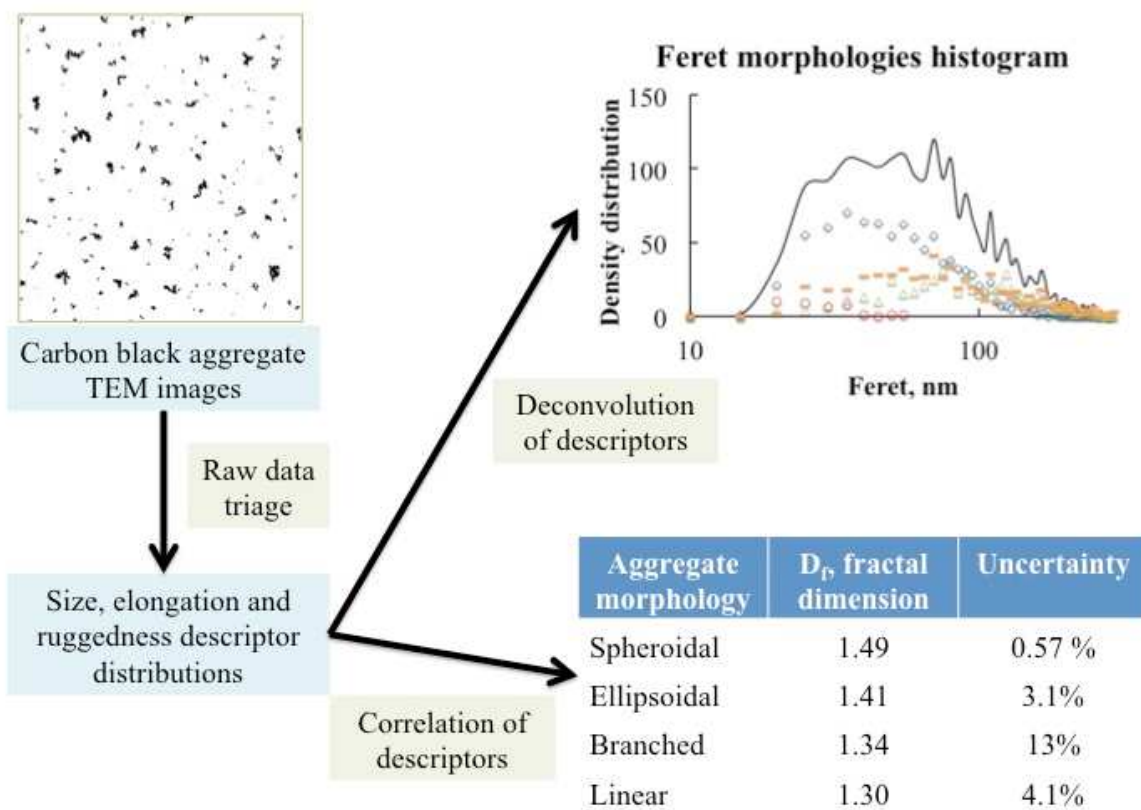 Feret morphologies histogram
150
100
50
0
Density distribution
10
100
Feret, nm
Carbon black aggregate
TEM images
Raw data
triage
Deconvolution
of descriptors
Size, elongation and
ruggedness descriptor
distributions
Correlation of
descriptors
Aggregate morphology D_f, fractal dimension Uncertainty
Spheroidal 1.49 0.57 %
Ellipsoidal 1.41 3.1%
Branched 1.34 13%
Linear 1.30 4.1%